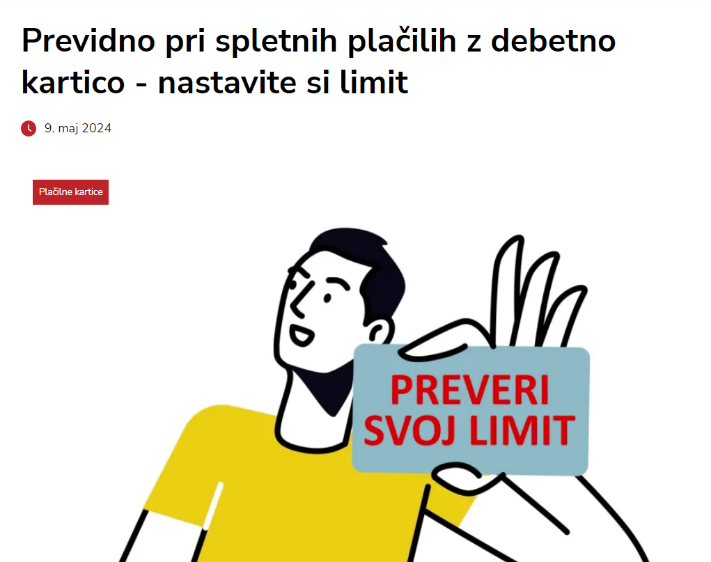 Previdno pri spletnih plačilih z debetno
kartico - nastavite si limit
9. maj 2024
Plačilne kartice
PREVERI
SVOJ LIMIT